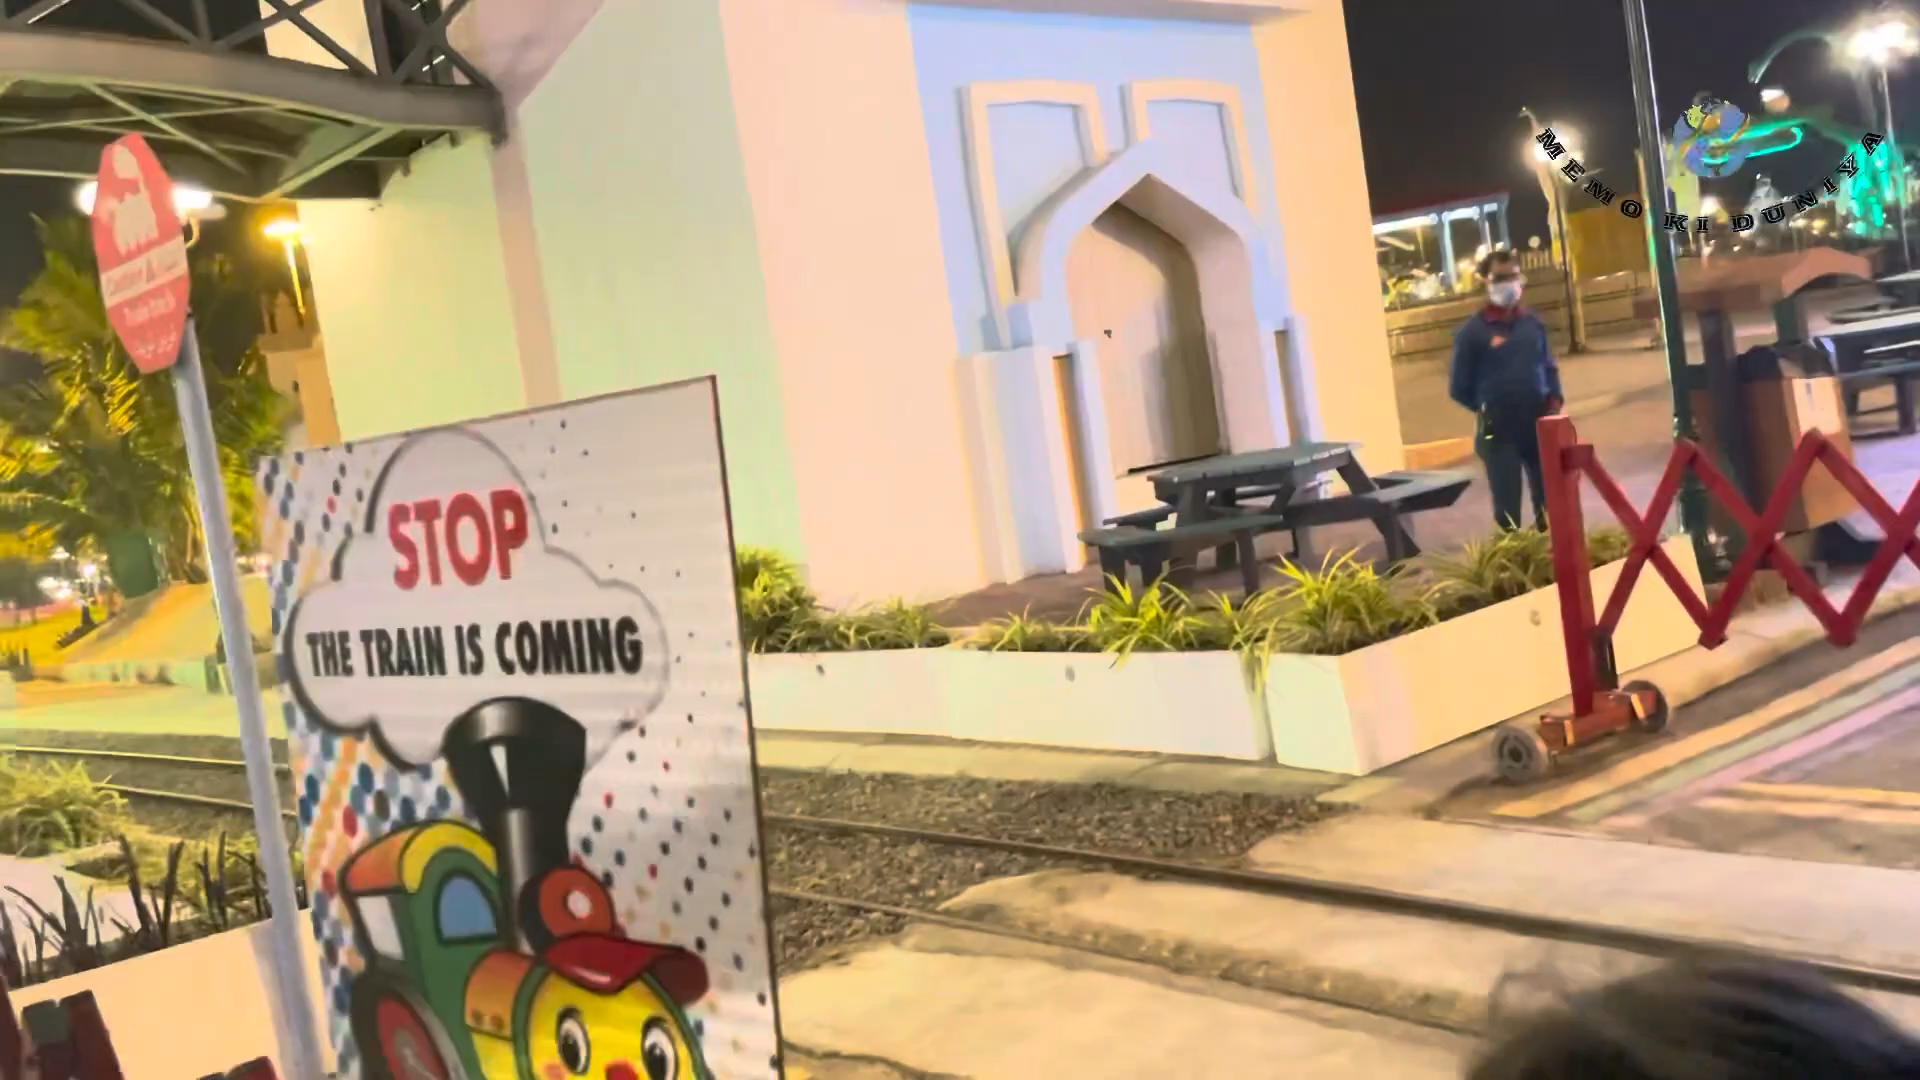 MEMO KI DUNIYA
STOP
THE TRAIN IS COMING